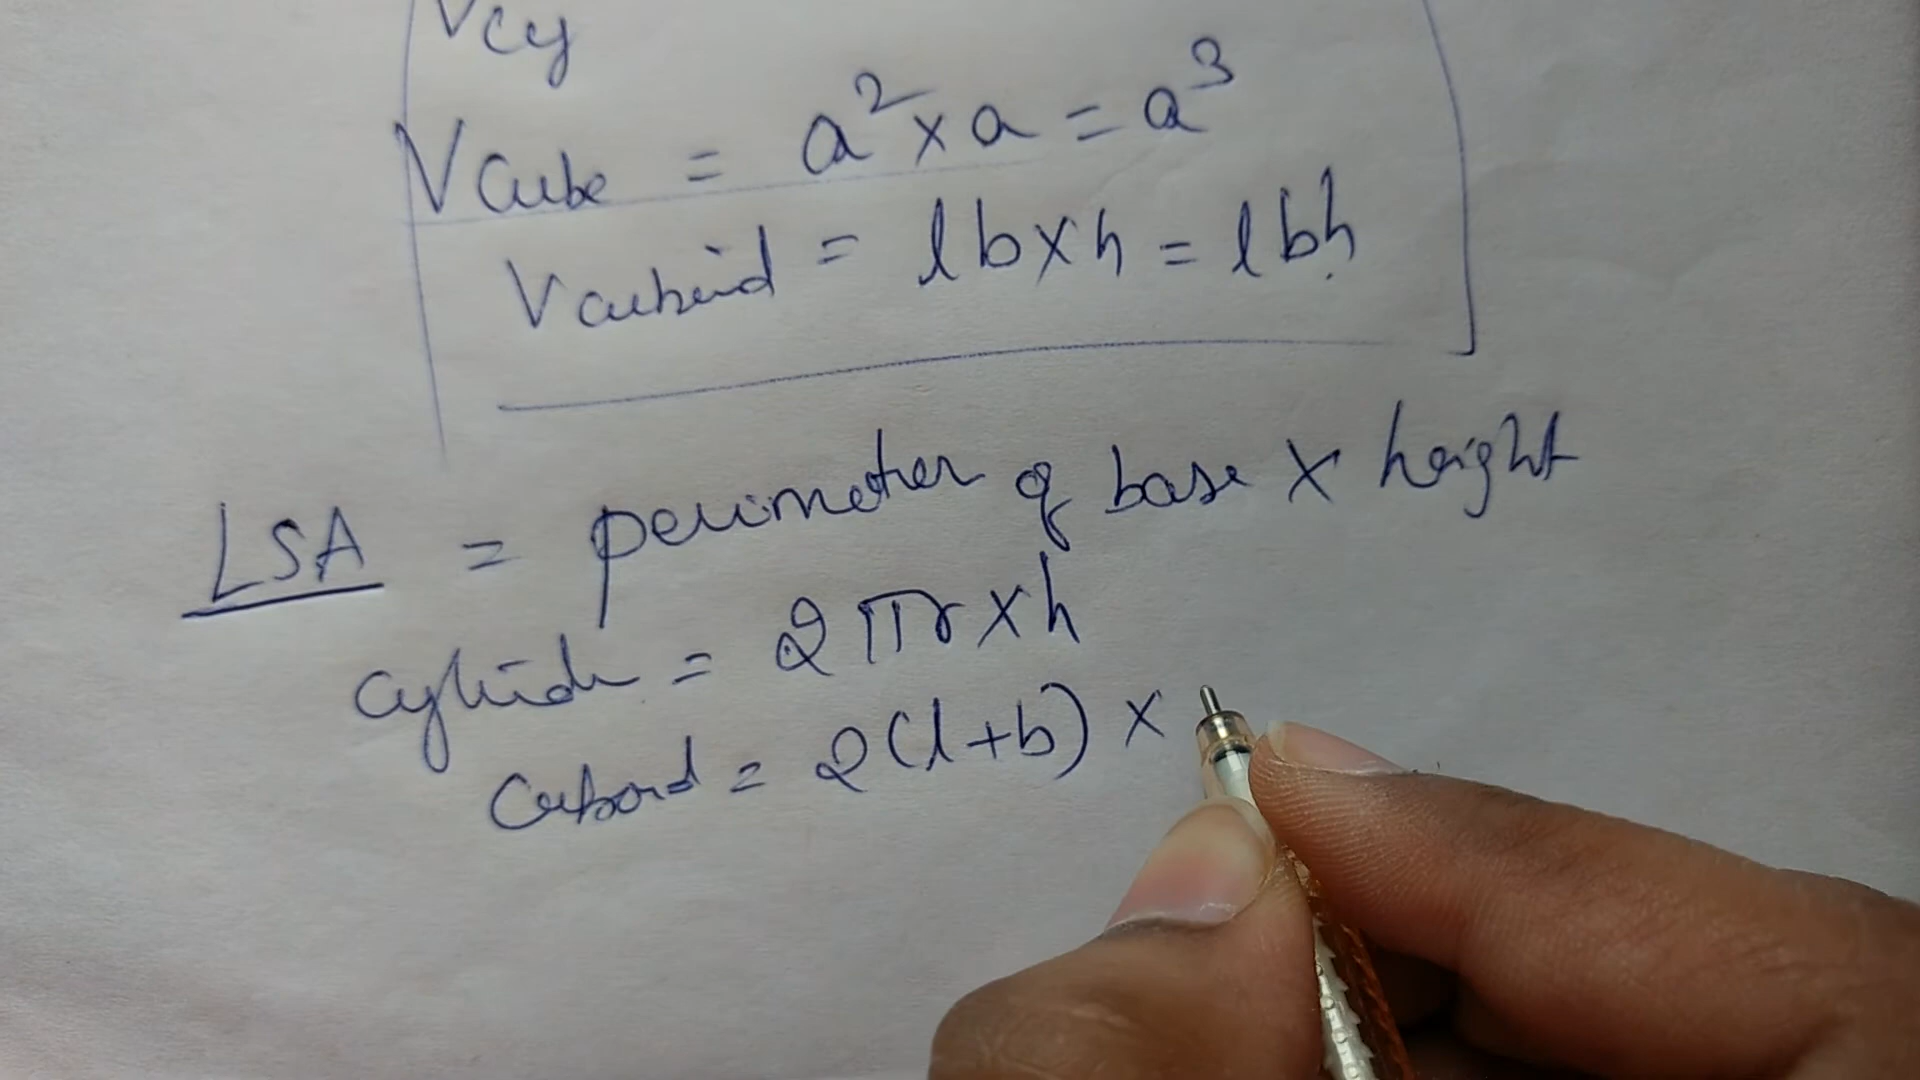 Vcy
Vcube = a² × a = a³
Vcuboid = lb×h = lbh
LSA = perimeter of base × height
cylinder = 2πr×h
Cuboid = 2(l+b) ×